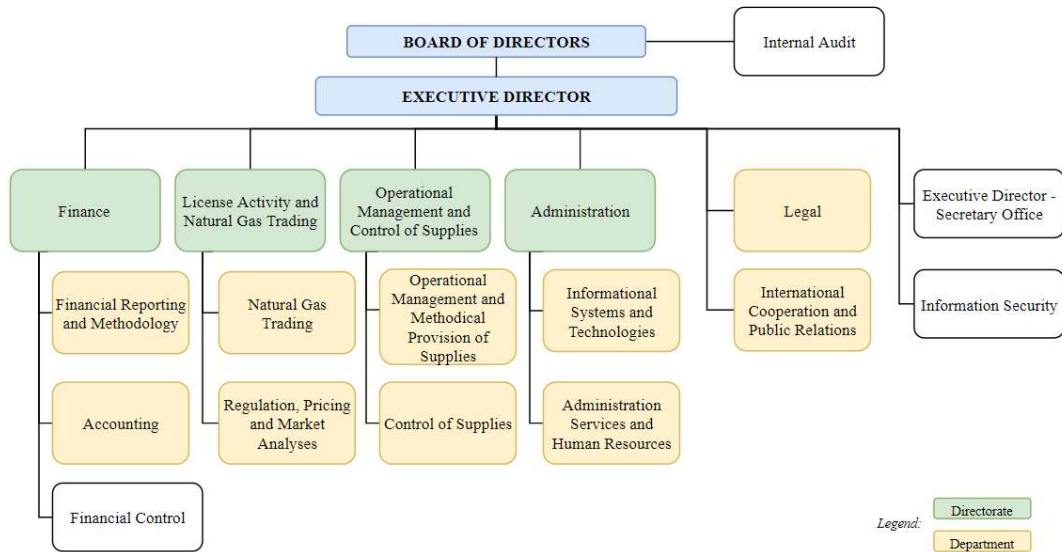 BOARD OF DIRECTORS
Internal Audit
EXECUTIVE DIRECTOR
Finance
License Activity and
Natural Gas Trading
Operational
Management and
Control of Supplies
Administration
Legal
Executive Director -
Secretary Office
Financial Reporting
and Methodology
Natural Gas
Trading
Operational
Management and
Methodical
Provision of
Supplies
Informational
Systems and
Technologies
International
Cooperation and
Public Relations
Information Security
Accounting
Regulation, Pricing
and Market
Analyses
Control of Supplies
Administration
Services and
Human Resources
Financial Control
Legend:
Directorate
Department